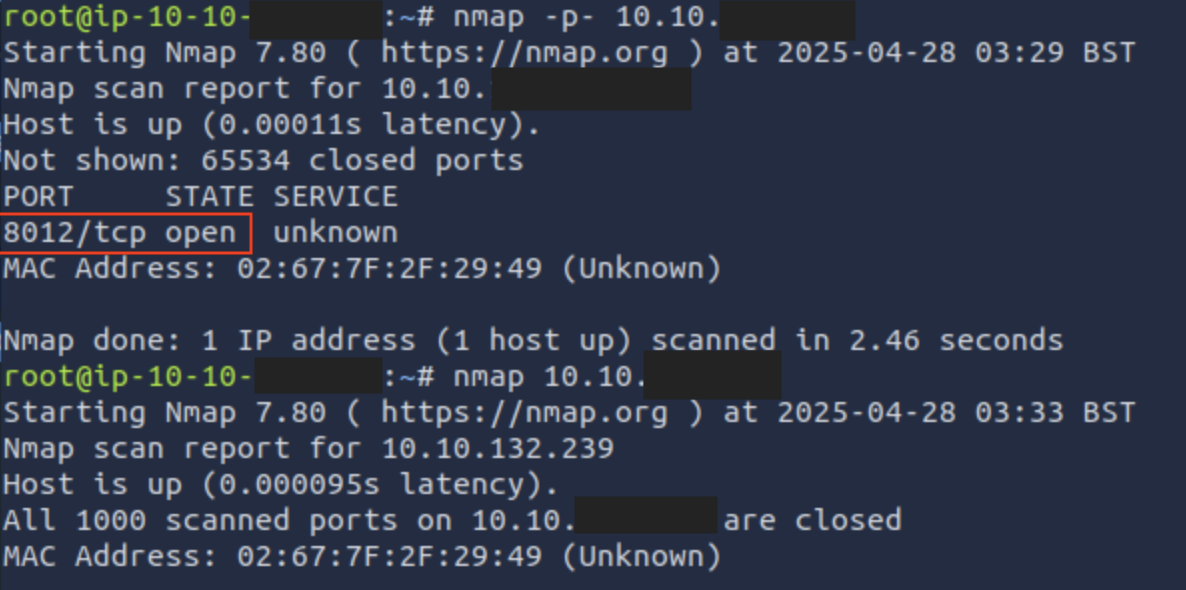 root@ip-10-10-:~# nmap -p- 10.10.
Starting Nmap 7.80 ( https://nmap.org ) at 2025-04-28 03:29 BST
Nmap scan report for 10.10.
Host is up (0.00011s latency).
Not shown: 65534 closed ports
PORT     STATE SERVICE
8012/tcp open  unknown
MAC Address: 02:67:7F:2F:29:49 (Unknown)
Nmap done: 1 IP address (1 host up) scanned in 2.46 seconds
root@ip-10-10-:~# nmap 10.10.
Starting Nmap 7.80 ( https://nmap.org ) at 2025-04-28 03:33 BST
Nmap scan report for 10.10.132.239
Host is up (0.000095s latency).
All 1000 scanned ports on 10.10. are closed
MAC Address: 02:67:7F:2F:29:49 (Unknown)